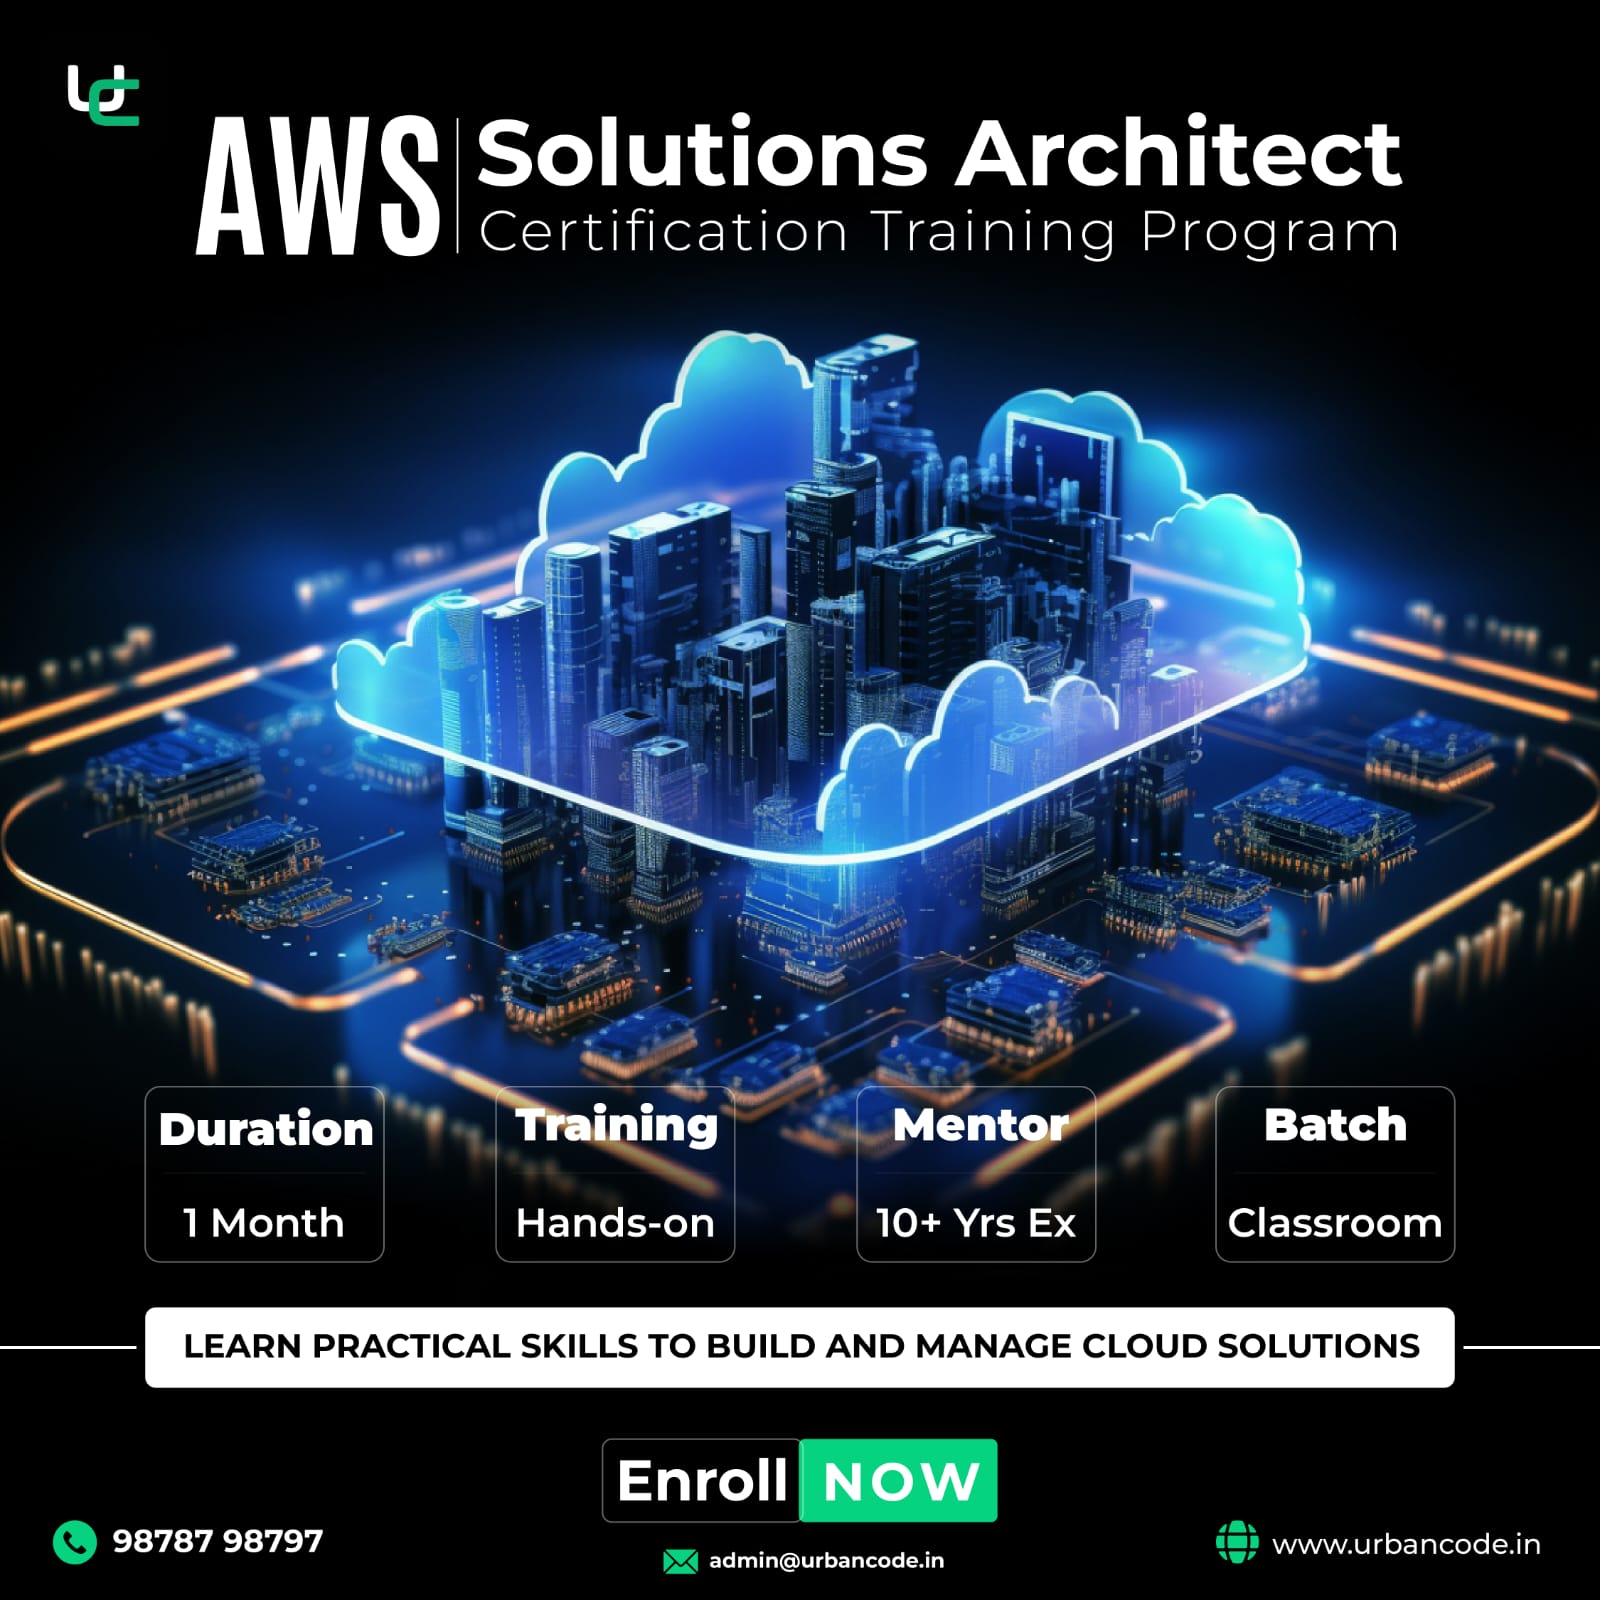 UC
AWS
Solutions Architect
Certification Training Program
Duration
1 Month
Training
Hands-on
Mentor
10+ Yrs Ex
Batch
Classroom
LEARN PRACTICAL SKILLS TO BUILD AND MANAGE CLOUD SOLUTIONS
Enroll NOW
98787 98797
admin@urbancode.in
www.urbancode.in